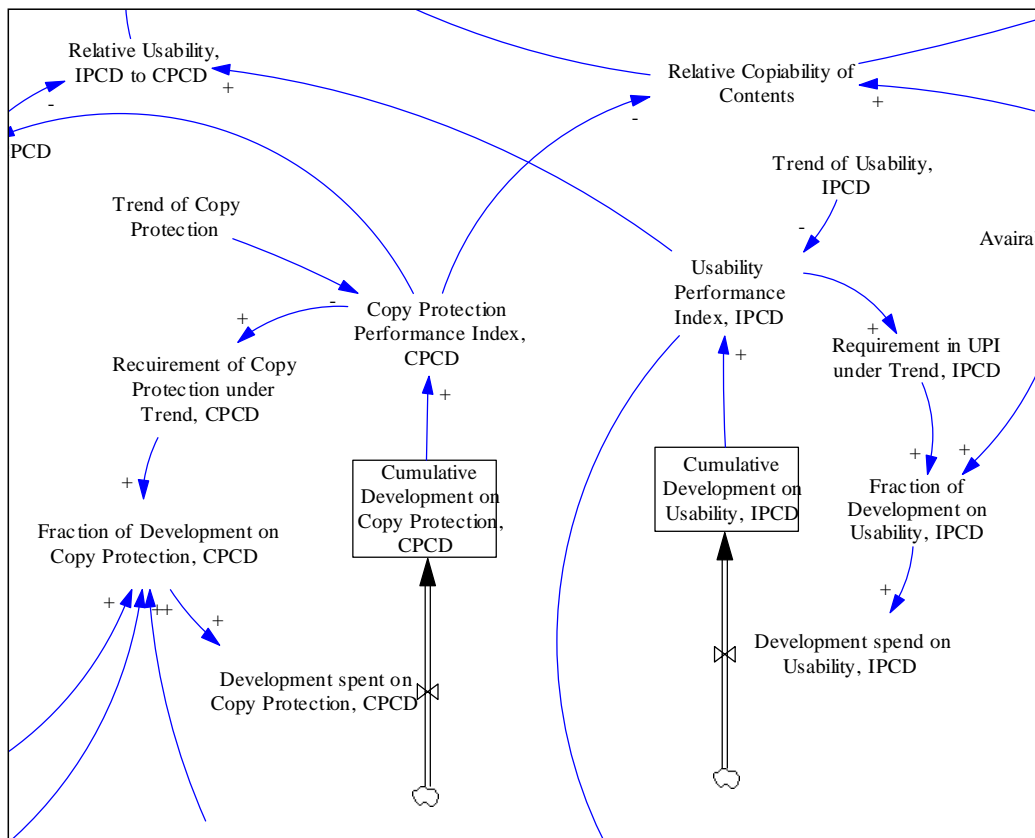 Relative Usability,
IPCD to CPCD
+
-
PCD
Relative Copiability of
Contents
-
+
Trend of Usability,
IPCD
-
Avaira
Trend of Copy
Protection
-
Copy Protection
Performance Index,
CPCD
+
Usability
Performance
Index, IPCD
+
Requirement in UPI
under Trend, IPCD
+
Recuirement of Copy
Protection under
Trend, CPCD
+
+
+
Cumulative
Development on
Copy Protection,
CPCD
Cumulative
Development on
Usability, IPCD
+
+
Fraction of
Development on
Usability, IPCD
Fraction of Development on
Copy Protection, CPCD
+
++
+
+
Development spent on
Copy Protection, CPCD
Development spend on
Usability, IPCD